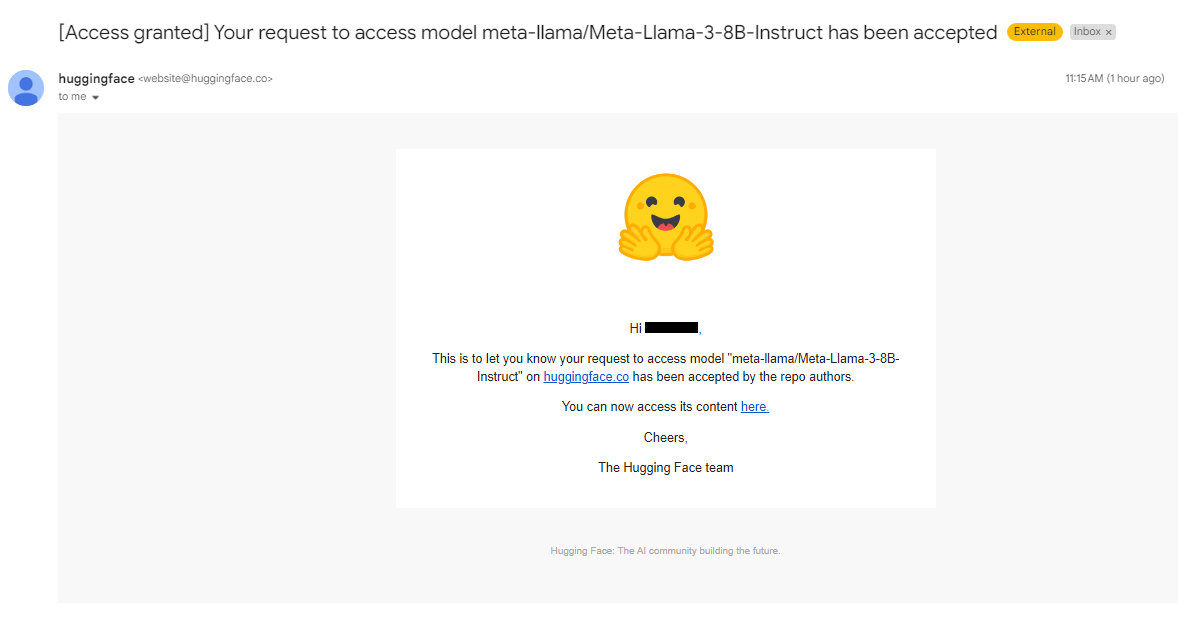 [Access granted] Your request to access model meta-llama/Meta-Llama-3-8B-Instruct has been accepted External Inbox ×
huggingface <website@huggingface.co> 11:15 AM (1 hour ago)
to me
Hi ,
This is to let you know your request to access model "meta-llama/Meta-Llama-3-8B-
Instruct" on huggingface.co has been accepted by the repo authors.
You can now access its content here.
Cheers,
The Hugging Face team
Hugging Face: The AI community building the future.